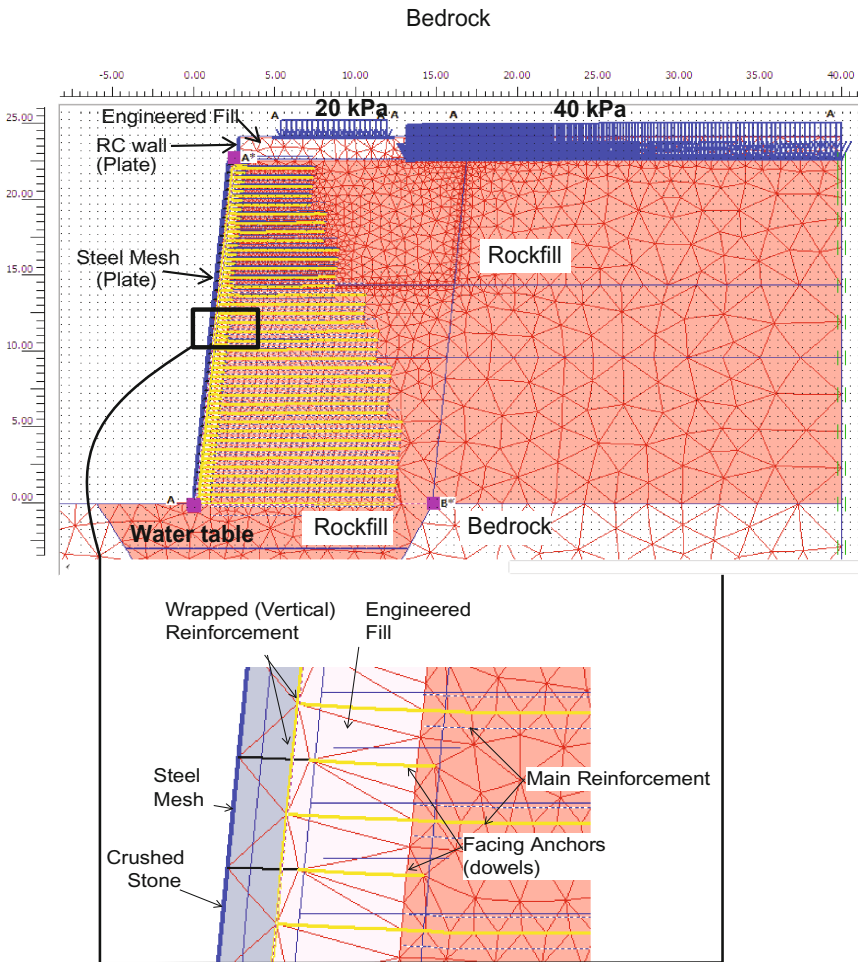 Bedrock
-5.00 0.00 5.00 10.00 15.00 20.00 25.00 30.00 35.00 40.00
25.00
20.00
15.00
10.00
5.00
0.00
Engineered Fill
A 20 kPa A A A 40 kPa A
RC wall
(Plate)
A*
Steel Mesh
(Plate)
Rockfill
A
B*
Water table
Rockfill
Bedrock
Wrapped (Vertical)
Reinforcement
Engineered
Fill
Steel
Mesh
Main Reinforcement
Crushed
Stone
Facing Anchors
(dowels)